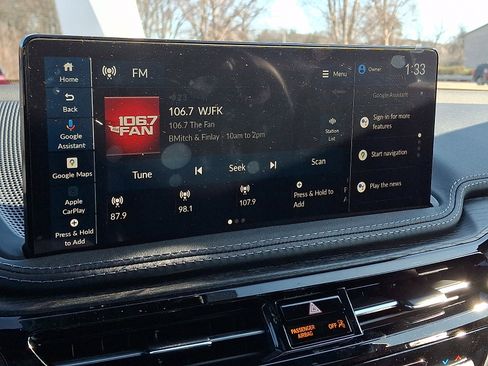 Home
Back
Google
Assistant
Google Maps
Apple
CarPlay
Press & Hold
to Add
FM
Menu
106.7
THE FAN
106.7 WJFK
106.7 The Fan
BMitch & Finlay - 10am to 2pm
Station
List
Tune
Seek
Scan
87.9
98.1
107.9
Press & Hold to
Add
F
A
Owner
1:33
Google Assistant
Sign-in for more
features
Start navigation
Play the news
PASSENGER
AIRBAG
OFF